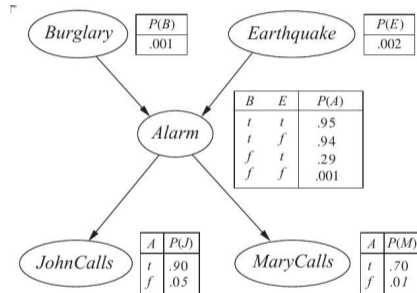 Burglary
P(B)
.001
Earthquake
P(E)
.002
B E P(A)
t t .95
t f .94
f t .29
f f .001
Alarm
JohnCalls
A P(J)
t .90
f .05
MaryCalls
A P(M)
t .70
f .01